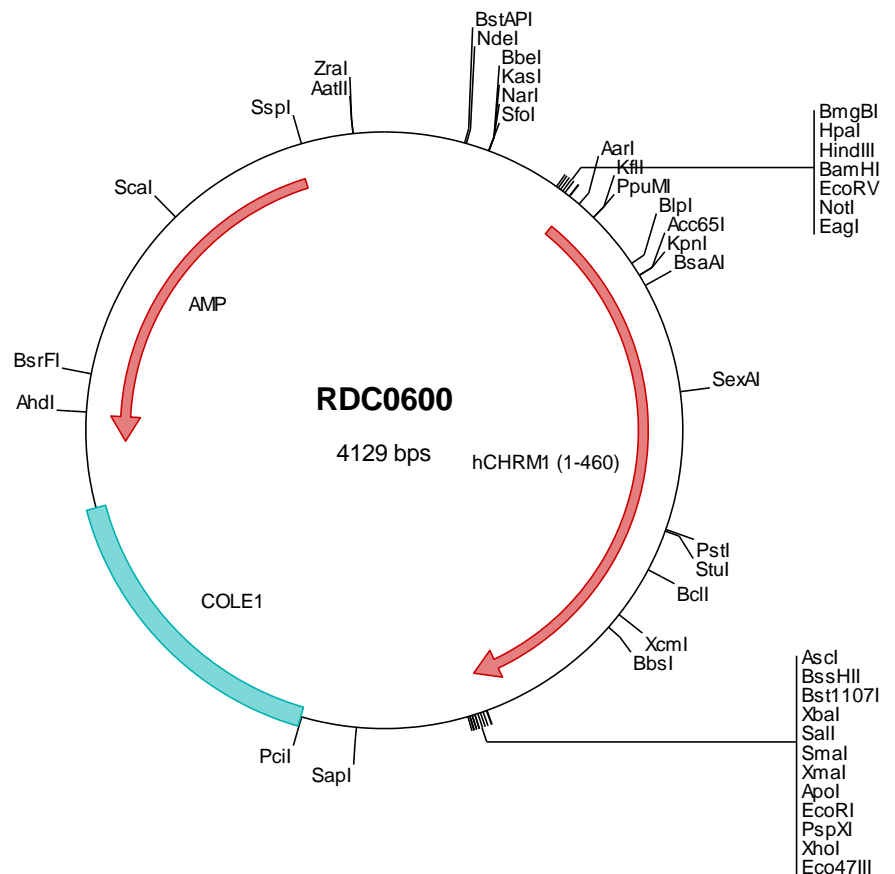 BstAPI
NdeI
BbeI
KasI
NarI
SfoI
ZraI
AatII
SspI
ScaI
AarI
KflI
PpuMI
BlpI
Acc65I
KpnI
BsaAI
BmgBI
HpaI
HindIII
BamHI
EcoRV
NotI
EagI
AMP
BsrFI
AhdI
RDC0600
4129 bps
SexAI
hCHRM1 (1-460)
PstI
StuI
BclI
XcmI
BbsI
COLE1
PciI
SapI
AscI
BssHII
Bst1107I
XbaI
SalI
SmaI
XmaI
ApoI
EcoRI
PspXI
XhoI
Eco47III